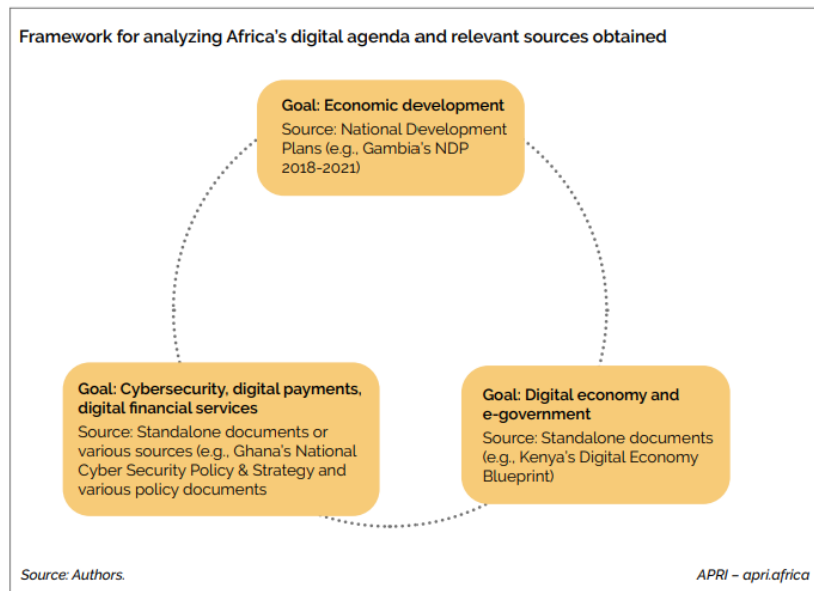 Framework for analyzing Africa's digital agenda and relevant sources obtained
Goal: Economic development
Source: National Development
Plans (e.g., Gambia's NDP
2018-2021)
Goal: Cybersecurity, digital payments,
digital financial services
Source: Standalone documents or
various sources (e.g., Ghana's National
Cyber Security Policy & Strategy and
various policy documents
Goal: Digital economy and
e-government
Source: Standalone documents
(e.g., Kenya's Digital Economy
Blueprint)
Source: Authors.
APRI – apri.africa